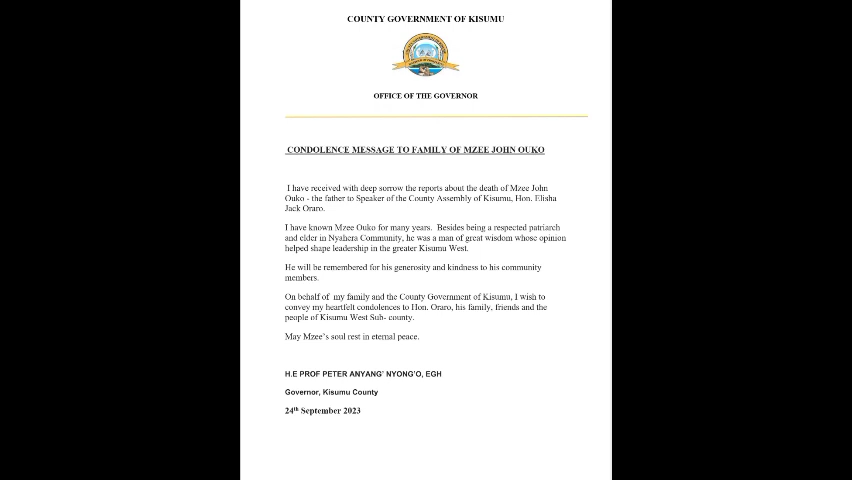 COUNTY GOVERNMENT OF KISUMU
OFFICE OF THE GOVERNOR
CONDOLENCE MESSAGE TO FAMILY OF MZEE JOHN OUKO
I have received with deep sorrow the reports about the death of Mzee John
Ouko - the father to Speaker of the County Assembly of Kisumu, Hon. Elisha
Jack Oraro.
I have known Mzee Ouko for many years. Besides being a respected patriarch
and elder in Nyahera Community, he was a man of great wisdom whose opinion
helped shape leadership in the greater Kisumu West.
He will be remembered for his generosity and kindness to his community
members.
On behalf of my family and the County Government of Kisumu, I wish to
convey my heartfelt condolences to Hon. Oraro, his family, friends and the
people of Kisumu West Sub- county.
May Mzee’s soul rest in eternal peace.
H.E PROF PETER ANYANG’ NYONG’O, EGH
Governor, Kisumu County
24th September 2023